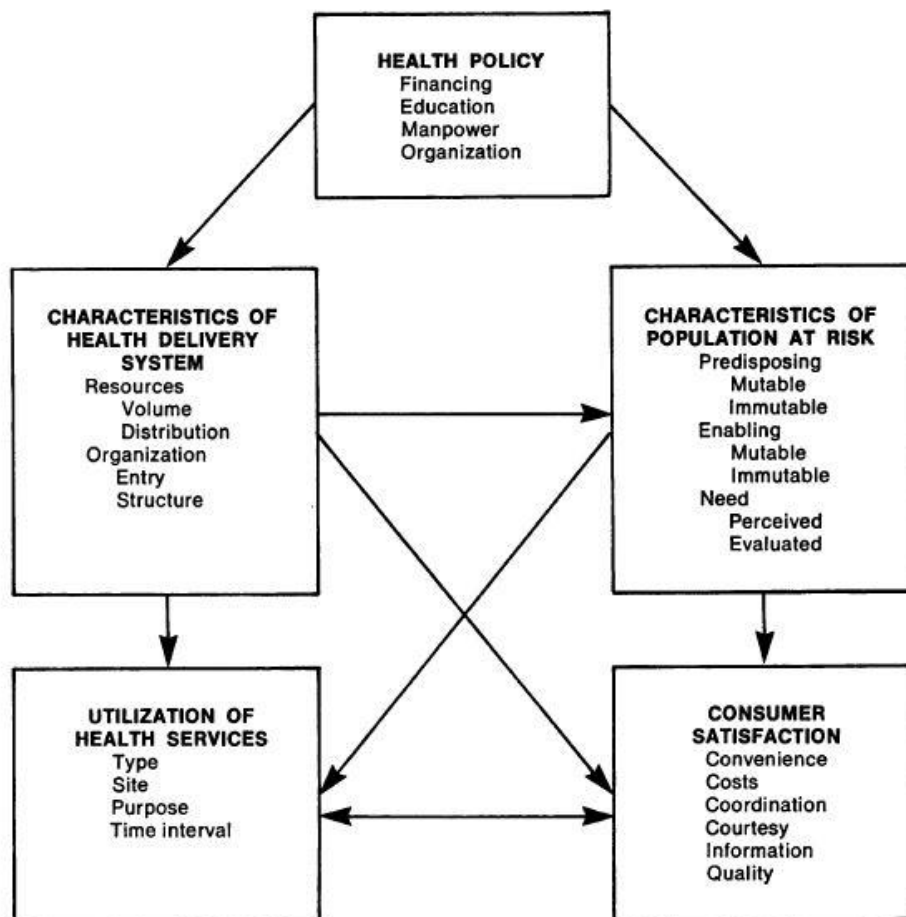 HEALTH POLICY
Financing
Education
Manpower
Organization
CHARACTERISTICS OF
HEALTH DELIVERY
SYSTEM
Resources
Volume
Distribution
Organization
Entry
Structure
CHARACTERISTICS OF
POPULATION AT RISK
Predisposing
Mutable
Immutable
Enabling
Mutable
Immutable
Need
Perceived
Evaluated
UTILIZATION OF
HEALTH SERVICES
Type
Site
Purpose
Time interval
CONSUMER
SATISFACTION
Convenience
Costs
Coordination
Courtesy
Information
Quality